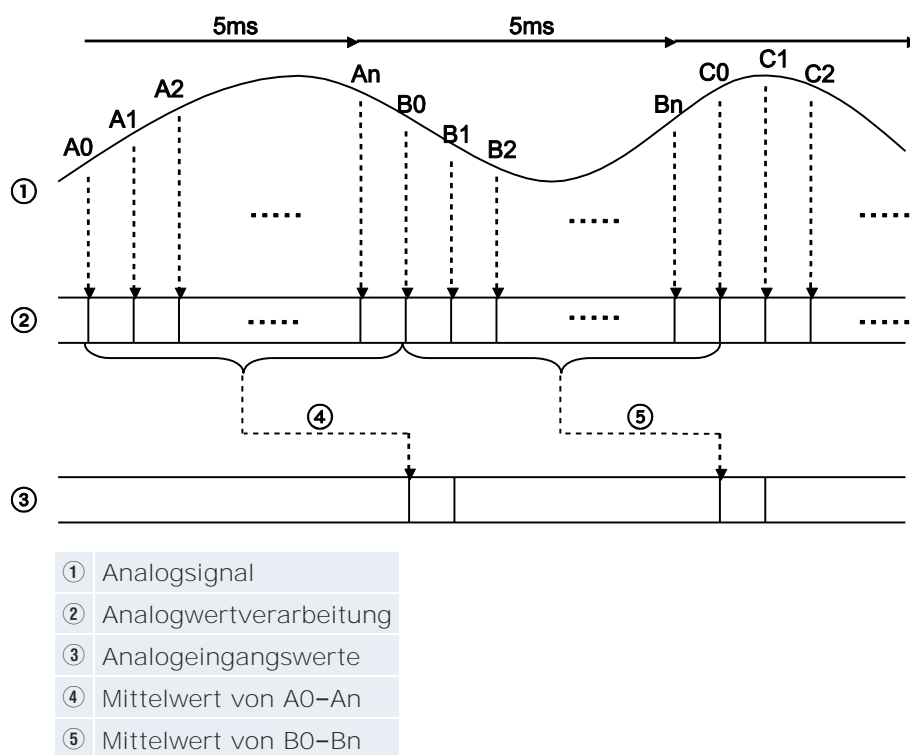 5ms 5ms
A0 A1 A2 An B0 B1 B2 Bn C0 C1 C2
①
.....
.....
.....
②
.....
.....
.....
④ ⑤
③
① Analogsignal
② Analogwertverarbeitung
③ Analogeingangswerte
④ Mittelwert von A0–An
⑤ Mittelwert von B0–Bn